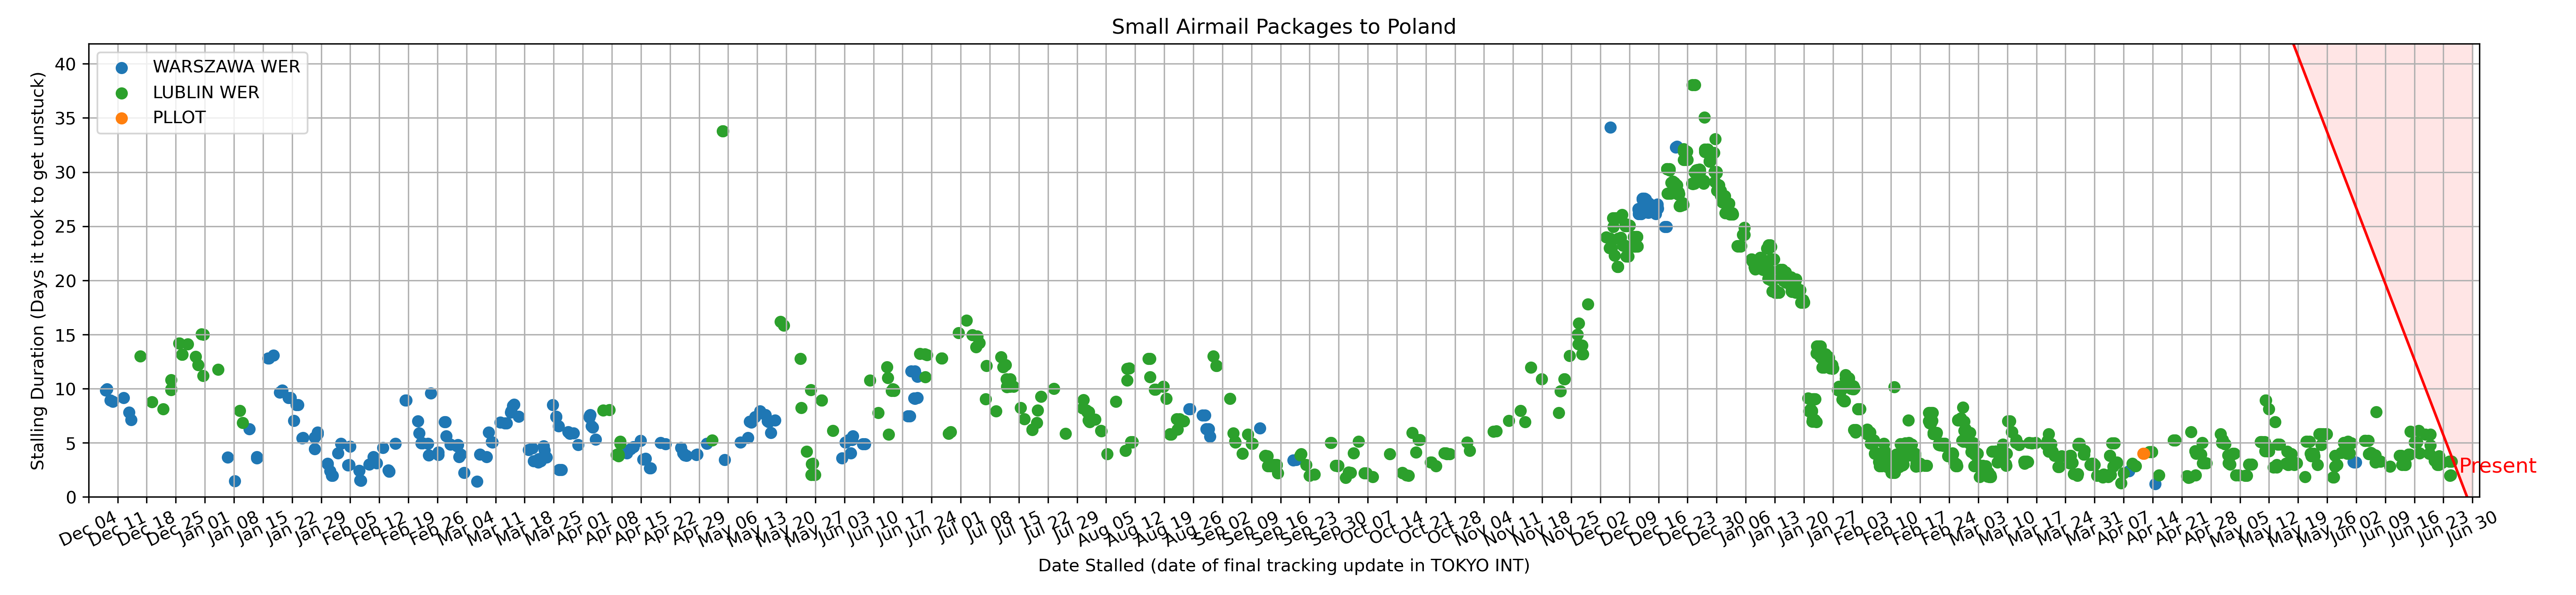 Small Airmail Packages to Poland
WARSZAWA WER
LUBLIN WER
PLLOT
Stalling Duration (Days it took to get unstuck)
40
35
30
25
20
15
10
5
0
Present
Dec 04 Dec 11 Dec 18 Dec 25 Jan 01 Jan 08 Jan 15 Jan 22 Jan 29 Feb 05 Feb 12 Feb 19 Feb 26 Mar 04 Mar 11 Mar 18 Mar 25 Apr 01 Apr 08 Apr 15 Apr 22 Apr 29 May 06 May 13 May 20 May 27 Jun 03 Jun 10 Jun 17 Jun 24 Jul 01 Jul 08 Jul 15 Jul 22 Jul 29 Aug 05 Aug 12 Aug 19 Aug 26 Sep 02 Sep 09 Sep 16 Sep 23 Sep 30 Oct 07 Oct 14 Oct 21 Oct 28 Nov 04 Nov 11 Nov 18 Nov 25 Dec 02 Dec 09 Dec 16 Dec 23 Dec 30 Jan 06 Jan 13 Jan 20 Jan 27 Feb 03 Feb 10 Feb 17 Feb 24 Mar 03 Mar 10 Mar 17 Mar 24 Mar 31 Apr 07 Apr 14 Apr 21 Apr 28 May 05 May 12 May 19 May 26 Jun 02 Jun 09 Jun 16 Jun 23 Jun 30
Date Stalled (date of final tracking update in TOKYO INT)